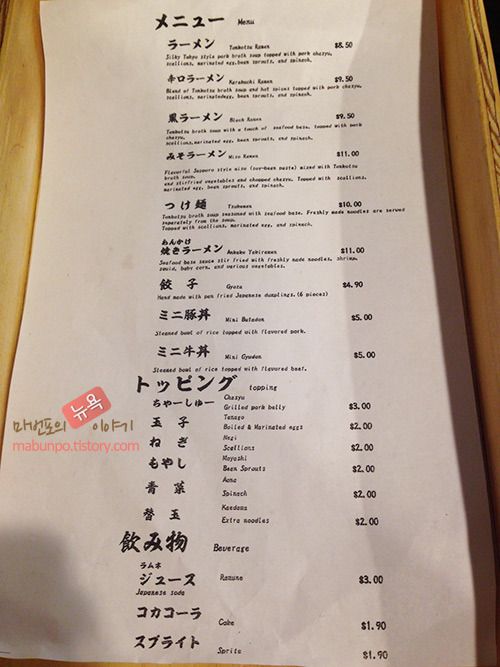 メニュー Menu
ラーメン Tonkotsu Ramen $8.50
Silky Tokyo style pork broth soup topped with pork chasyu,
scallions, marinated egg,bean sprouts, and spinach.
辛口ラーメン Karakuchi Ramen $9.50
Blend of Tonkotsu broth soup and hot spices topped with pork chasyu,
scallions, marinatedegg, bean sprouts, and spinach.
黒ラーメン Black Ramen $9.50
Tonkotsu broth soup with a touch of seafood base, topped with pork
chasyu,
scallions,marinated egg, bean sprouts, and spinach.
みそラーメン Miso Ramen $11.00
Flavorful Sapporo style miso (soy-bean paste) mixed with Tonkotsu
broth soup,
and stirfried vegetables and chopped chasyu. Topped with scallions,
marinated egg, bean sprouts, and spinach.
つけ麺 Tsukemen $10.00
Tonkotsu broth soup seasoned with seafood base. Freshly made noodles are served
separately from the soup.
Topped with scallions, marinated egg, and spinach.
あんかけ
焼きラーメン Ankake Yakiramen $11.00
Seafood base sauce stir fried with freshly made noodles, shrimp,
squid, baby corn, and various vegetables.
餃子 Gyoza $4.90
Hand made with pan fried Japanese dumplings.(6 pieces)
ミニ豚丼 Mini Butadon $5.00
Steamed bowl of rice topped with flavored pork.
ミニ牛丼 Mini Gyudon $5.00
Steamed bowl of rice topped with flavored beef.
トッピング topping
ちゃーしゅー Chasyu
Grilled pork belly $3.00
玉子 Tamago
Boiled & Marinated eggs $2.00
ねぎ Negi
Scallions $2.00
もやし Moyashi
Bean Sprouts $2.00
青菜 Aona
Spinach $2.00
替玉 Kaedama
Extra noodles $2.00
飲み物 Beverage
ラムネ
ジュース Ramune $3.00
Japanese soda
コカコーラ Coke $1.90
スプライト Sprite $1.90
마번포의 뉴욕 이야기
mabunpo.tistory.com